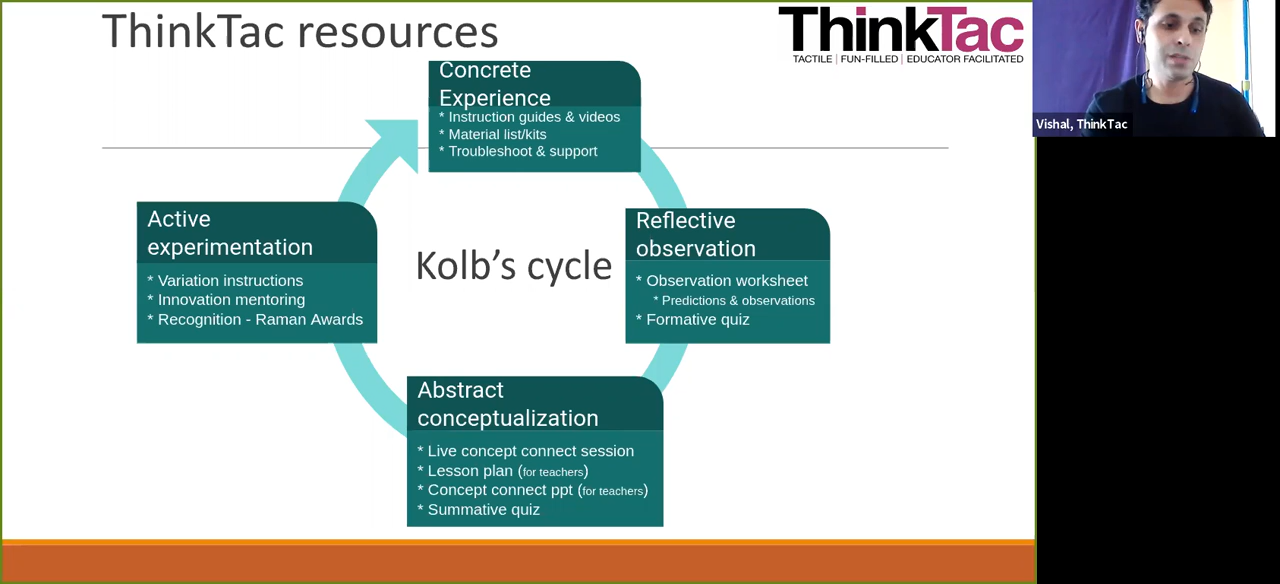 ThinkTac resources
ThinkTac
TACTILE | FUN-FILLED | EDUCATOR FACILITATED
Vishal, ThinkTac
Concrete
Experience
* Instruction guides & videos
* Material list/kits
* Troubleshoot & support
Active
experimentation
* Variation instructions
* Innovation mentoring
* Recognition - Raman Awards
Kolb’s cycle
Reflective
observation
* Observation worksheet
* Predictions & observations
* Formative quiz
Abstract
conceptualization
* Live concept connect session
* Lesson plan (for teachers)
* Concept connect ppt (for teachers)
* Summative quiz